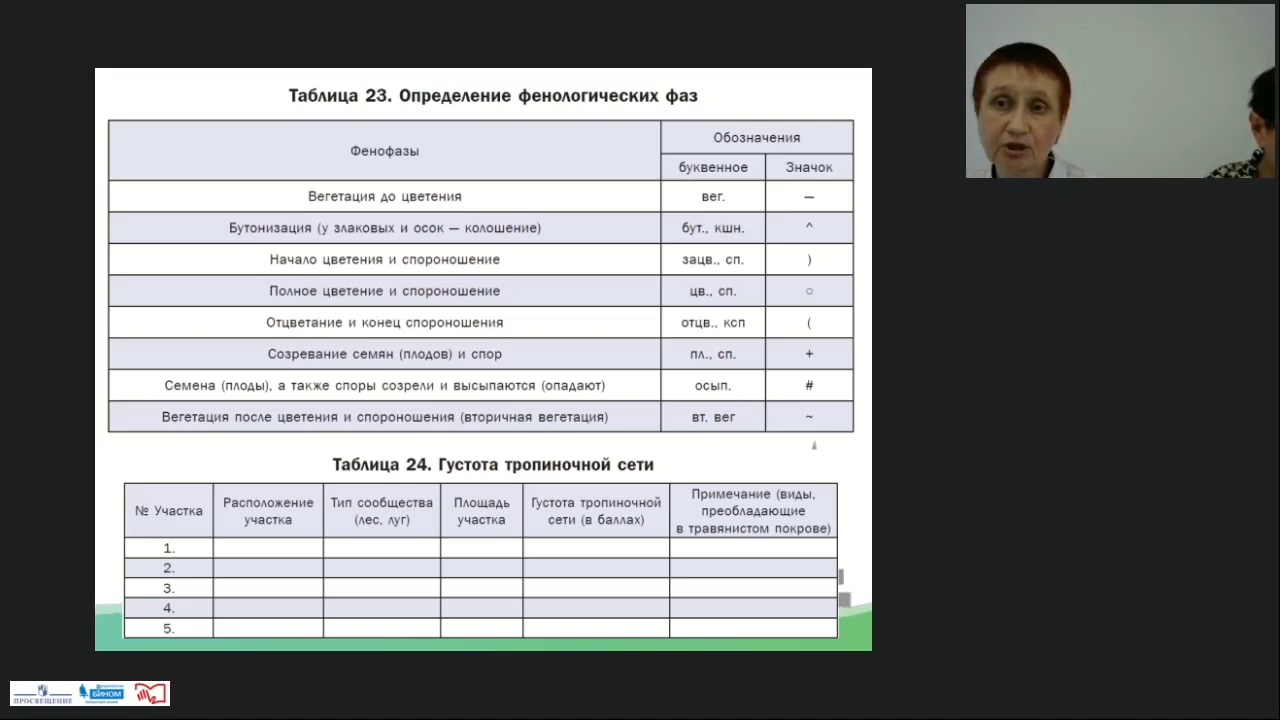 Таблица 23. Определение фенологических фаз
Фенофазы
Обозначения
буквенное
Значок
Вегетация до цветения
вег.
—
Бутонизация (у злаковых и осок — колошение)
бут., кшн.
^
Начало цветения и спороношение
зацв., сп.
)
Полное цветение и спороношение
цв., сп.
○
Отцветание и конец спороношения
отцв., ксп
(
Созревание семян (плодов) и спор
пл., сп.
+
Семена (плоды), а также споры созрели и высыпаются (опадают)
осып.
#
Вегетация после цветения и спороношения (вторичная вегетация)
вт. вег
~
Таблица 24. Густота тропиночной сети
№ Участка
Расположение
участка
Тип сообщества
(лес, луг)
Площадь
участка
Густота тропиночной
сети (в баллах)
Примечание (виды,
преобладающие
в травянистом покрове)
1.
2.
3.
4.
5.
ПРОСВЕЩЕНИЕ
БИНОМ